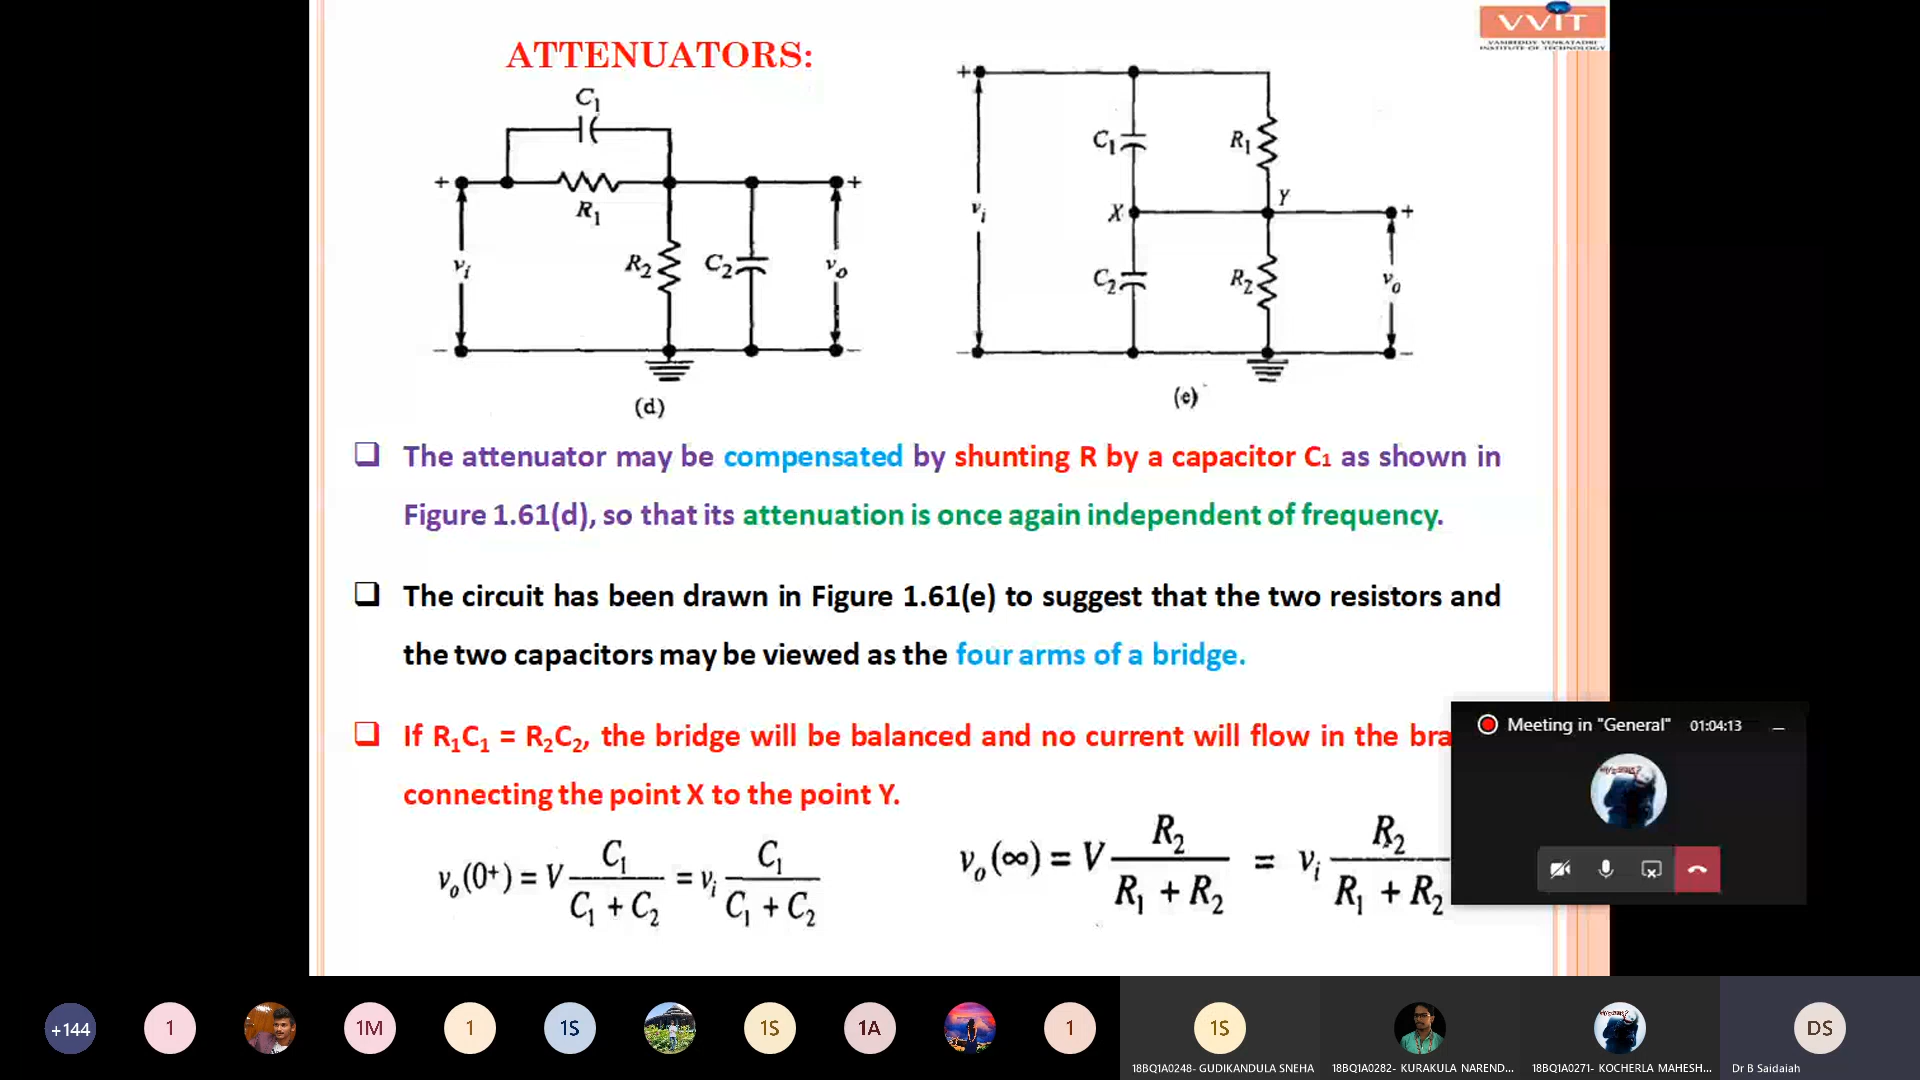 VVIT
VASIREDDY VENKATADRI
INSTITUTE OF TECHNOLOGY
ATTENUATORS:
C1
+ +
R1
vi R2 C2 vo
− −
(d)
+
C1 R1
vi X Y +
C2 R2 vo
− −
(e)
❑ The attenuator may be compensated by shunting R by a capacitor C1 as shown in
Figure 1.61(d), so that its attenuation is once again independent of frequency.
❑ The circuit has been drawn in Figure 1.61(e) to suggest that the two resistors and
the two capacitors may be viewed as the four arms of a bridge.
❑ If R1C1 = R2C2, the bridge will be balanced and no current will flow in the bra
connecting the point X to the point Y.
vo(0+) = V C1 / (C1 + C2) = vi C1 / (C1 + C2)
vo(∞) = V R2 / (R1 + R2) = vi R2 / (R1 + R2)
Meeting in "General" 01:04:13
+144 1 1M 1 1S 1S 1A 1 1S DS
18BQ1A0248- GUDIKANDULA SNEHA
18BQ1A0282- KURAKULA NAREND...
18BQ1A0271- KOCHERLA MAHESH...
Dr B Saidaiah